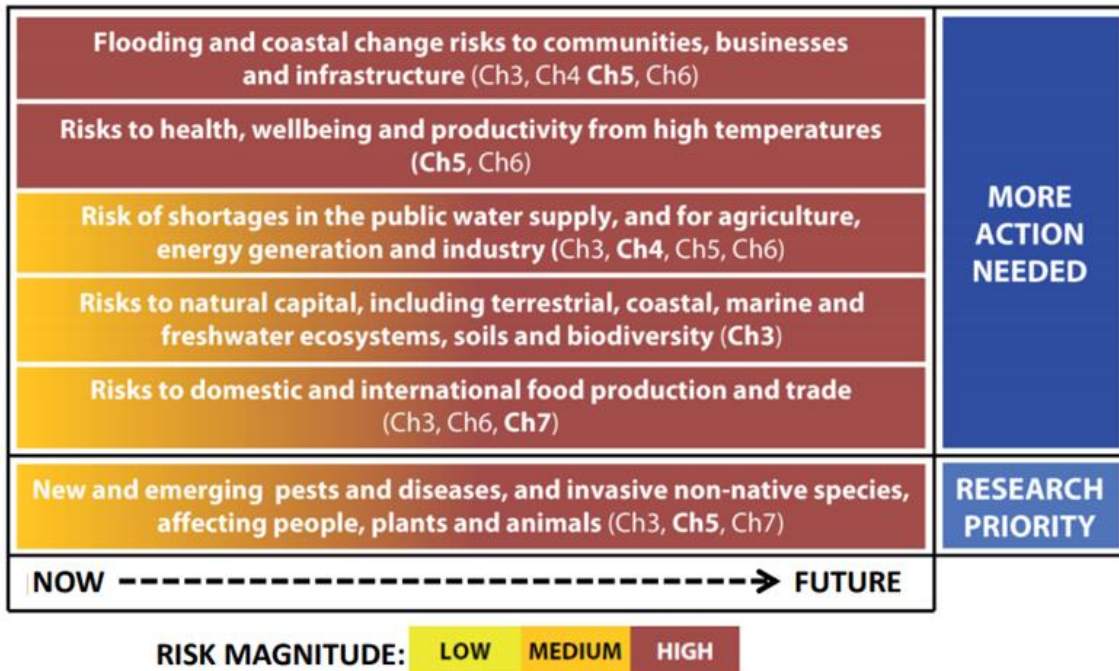 Flooding and coastal change risks to communities, businesses
and infrastructure (Ch3, Ch4 Ch5, Ch6)
Risks to health, wellbeing and productivity from high temperatures
(Ch5, Ch6)
Risk of shortages in the public water supply, and for agriculture,
energy generation and industry (Ch3, Ch4, Ch5, Ch6)
Risks to natural capital, including terrestrial, coastal, marine and
freshwater ecosystems, soils and biodiversity (Ch3)
Risks to domestic and international food production and trade
(Ch3, Ch6, Ch7)
MORE
ACTION
NEEDED
New and emerging pests and diseases, and invasive non-native species,
affecting people, plants and animals (Ch3, Ch5, Ch7)
RESEARCH
PRIORITY
NOW FUTURE
RISK MAGNITUDE: LOW MEDIUM HIGH